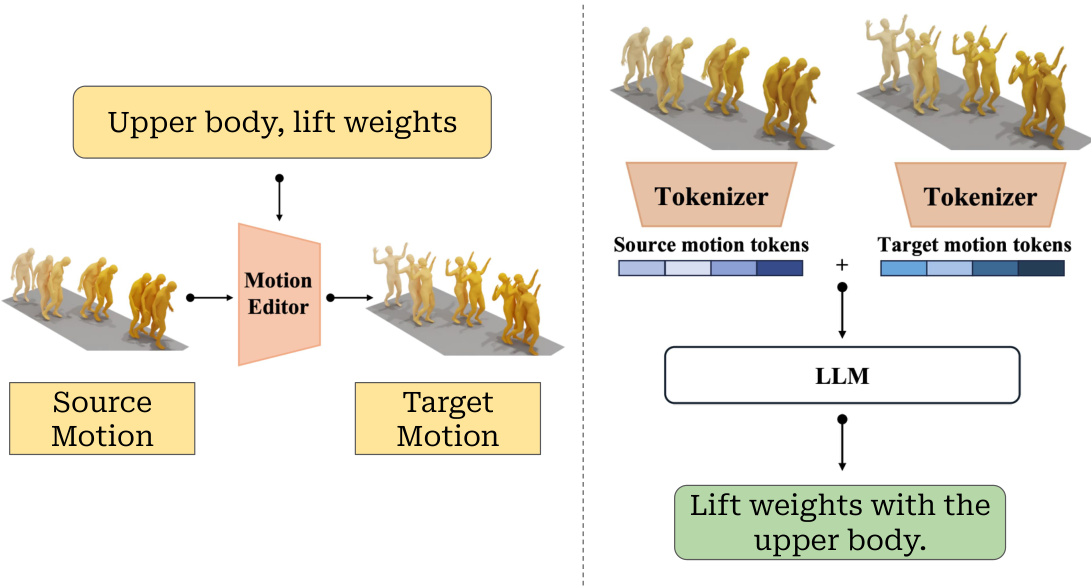 Upper body, lift weights
Motion
Editor
Source
Motion
Target
Motion
Tokenizer
Tokenizer
Source motion tokens
Target motion tokens
+
LLM
Lift weights with the
upper body.